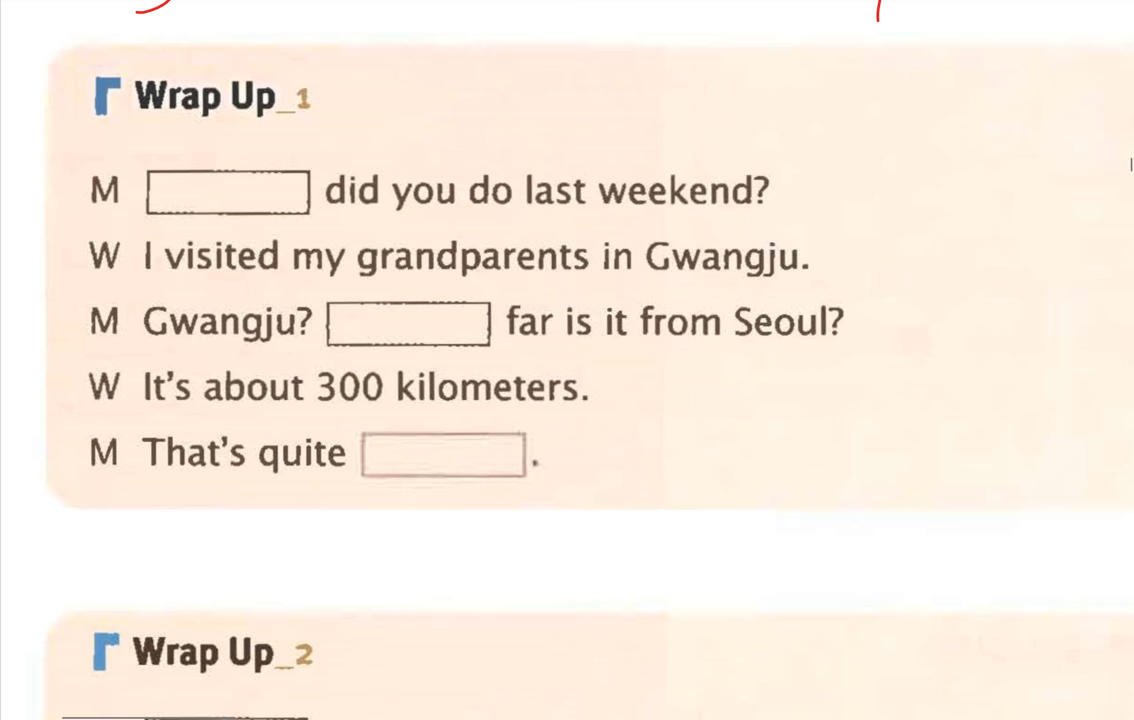 Wrap Up_1
M did you do last weekend?
W I visited my grandparents in Gwangju.
M Gwangju? far is it from Seoul?
W It's about 300 kilometers.
M That's quite .
Wrap Up_2